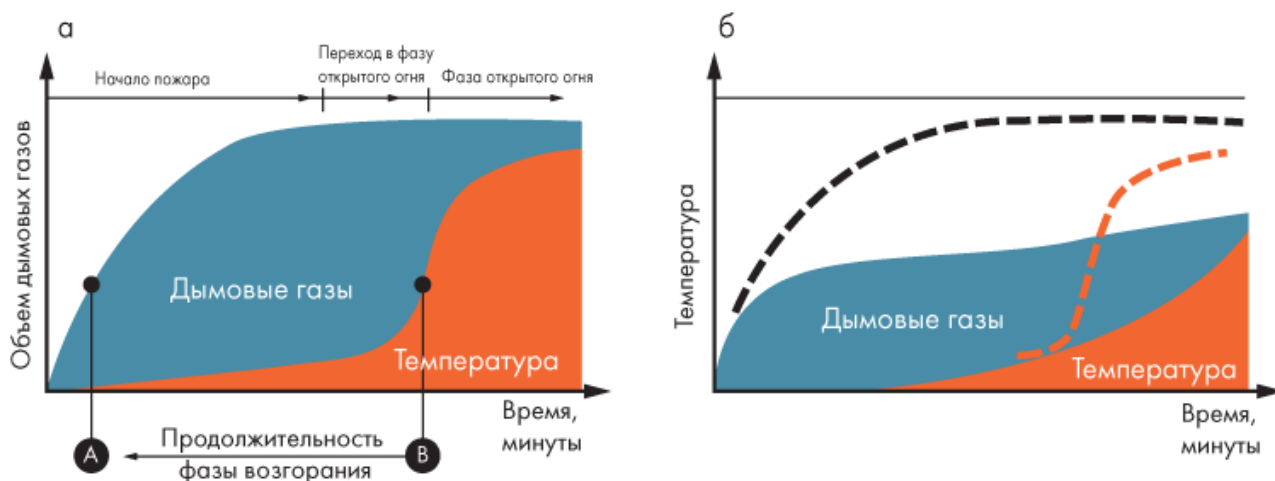 а
Начало пожара
Переход в фазу
открытого огня
Фаза открытого огня
Объем дымовых газов
Дымовые газы
Температура
Время,
минуты
A
Продолжительность
фазы возгорания
B
б
Температура
Дымовые газы
Температура
Время,
минуты